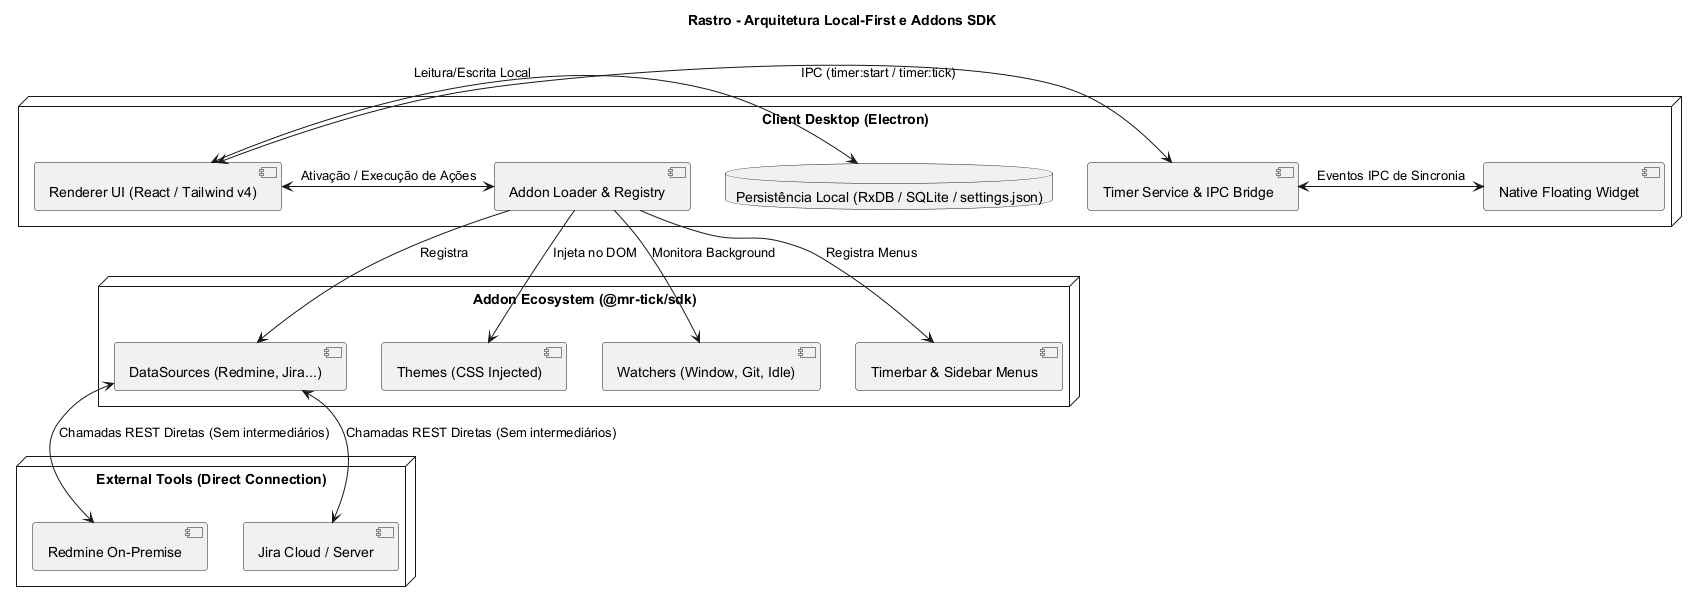 Rastro - Arquitetura Local-First e Addons SDK
Leitura/Escrita Local
IPC (timer:start / timer:tick)
Client Desktop (Electron)
Renderer UI (React / Tailwind v4)
Ativação / Execução de Ações
Addon Loader & Registry
Persistência Local (RxDB / SQLite / settings.json)
Timer Service & IPC Bridge
Eventos IPC de Sincronia
Native Floating Widget
Registra
Injeta no DOM
Monitora Background
Registra Menus
Addon Ecosystem (@mr-tick/sdk)
DataSources (Redmine, Jira...)
Themes (CSS Injected)
Watchers (Window, Git, Idle)
Timerbar & Sidebar Menus
Chamadas REST Diretas (Sem intermediários)
Chamadas REST Diretas (Sem intermediários)
External Tools (Direct Connection)
Redmine On-Premise
Jira Cloud / Server